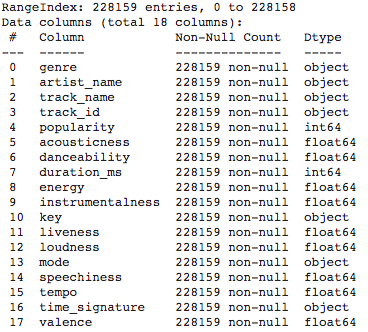 RangeIndex: 228159 entries, 0 to 228158
Data columns (total 18 columns):
 #   Column            Non-Null Count   Dtype
---  ------            --------------   -----
 0   genre             228159 non-null  object
 1   artist_name       228159 non-null  object
 2   track_name        228159 non-null  object
 3   track_id          228159 non-null  object
 4   popularity        228159 non-null  int64
 5   acousticness      228159 non-null  float64
 6   danceability      228159 non-null  float64
 7   duration_ms       228159 non-null  int64
 8   energy            228159 non-null  float64
 9   instrumentalness  228159 non-null  float64
 10  key               228159 non-null  object
 11  liveness          228159 non-null  float64
 12  loudness          228159 non-null  float64
 13  mode              228159 non-null  object
 14  speechiness       228159 non-null  float64
 15  tempo             228159 non-null  float64
 16  time_signature    228159 non-null  object
 17  valence           228159 non-null  float64